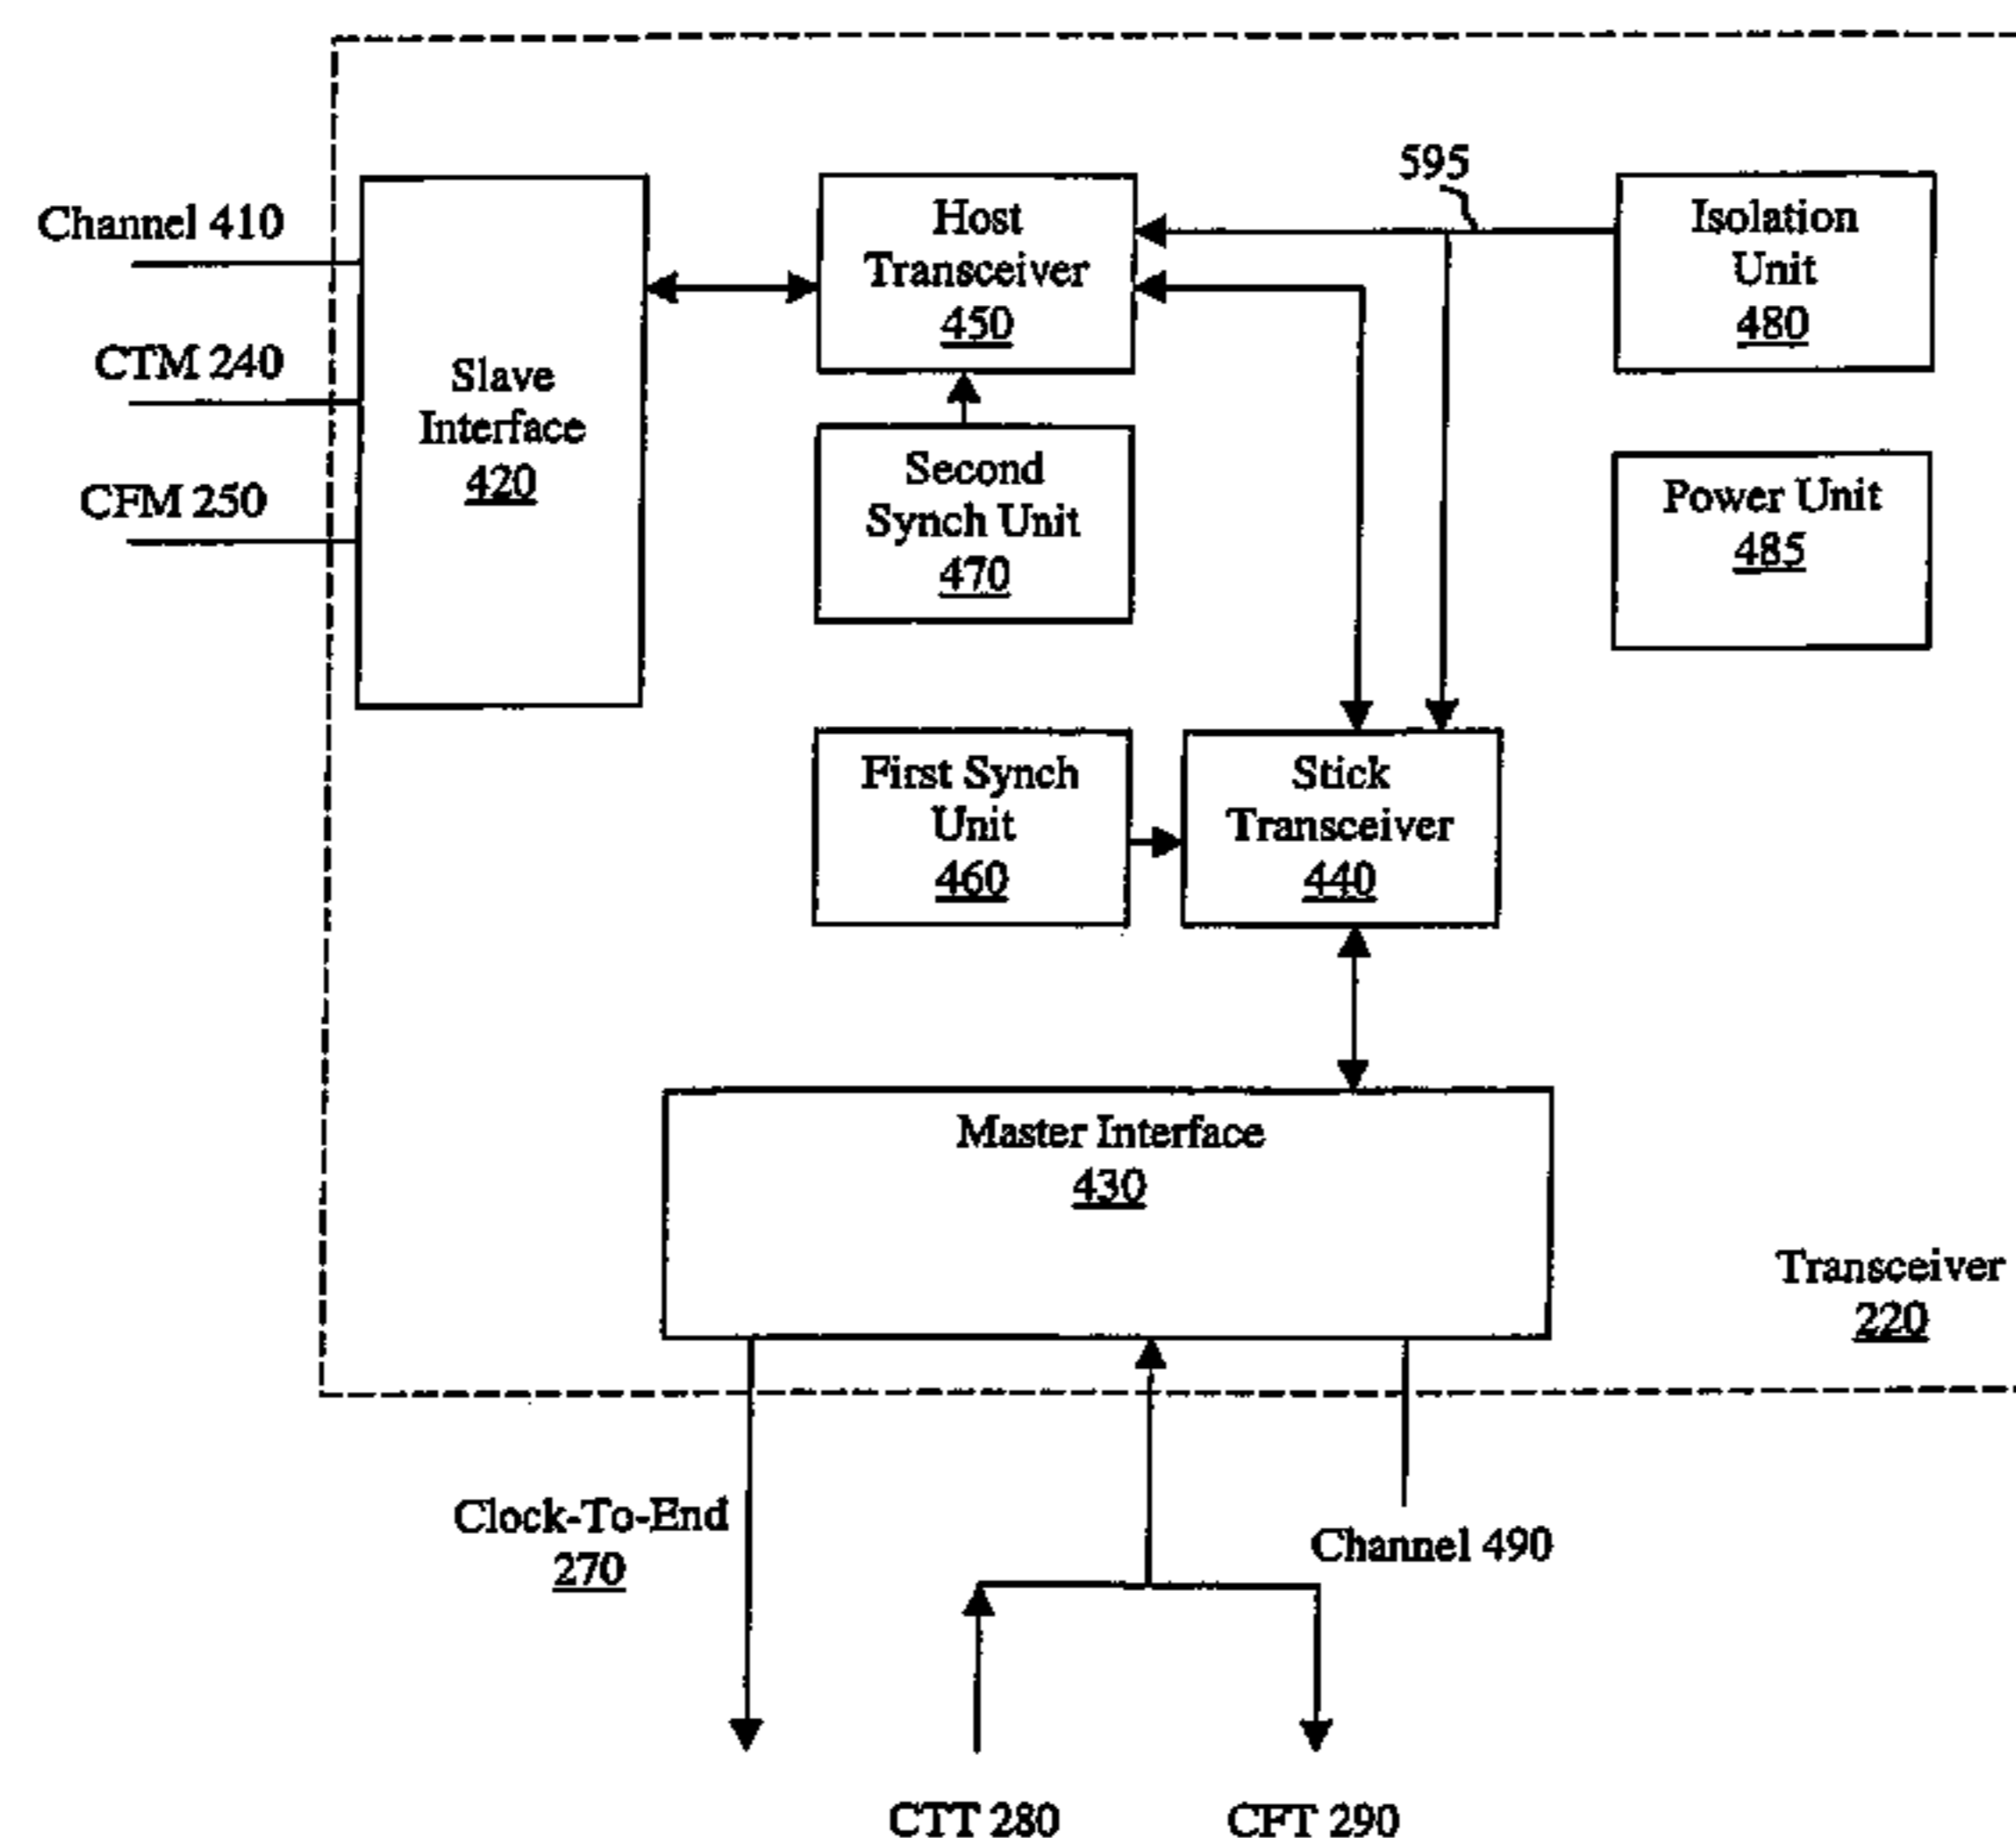 595
Host
Transceiver
450
Isolation
Unit
480
Channel 410
CTM 240
CFM 250
Slave
Interface
420
Second
Synch Unit
470
Power Unit
485
First Synch
Unit
460
Stick
Transceiver
440
Master Interface
430
Transceiver
220
Clock-To-End
270
Channel 490
CTT 280
CFT 290